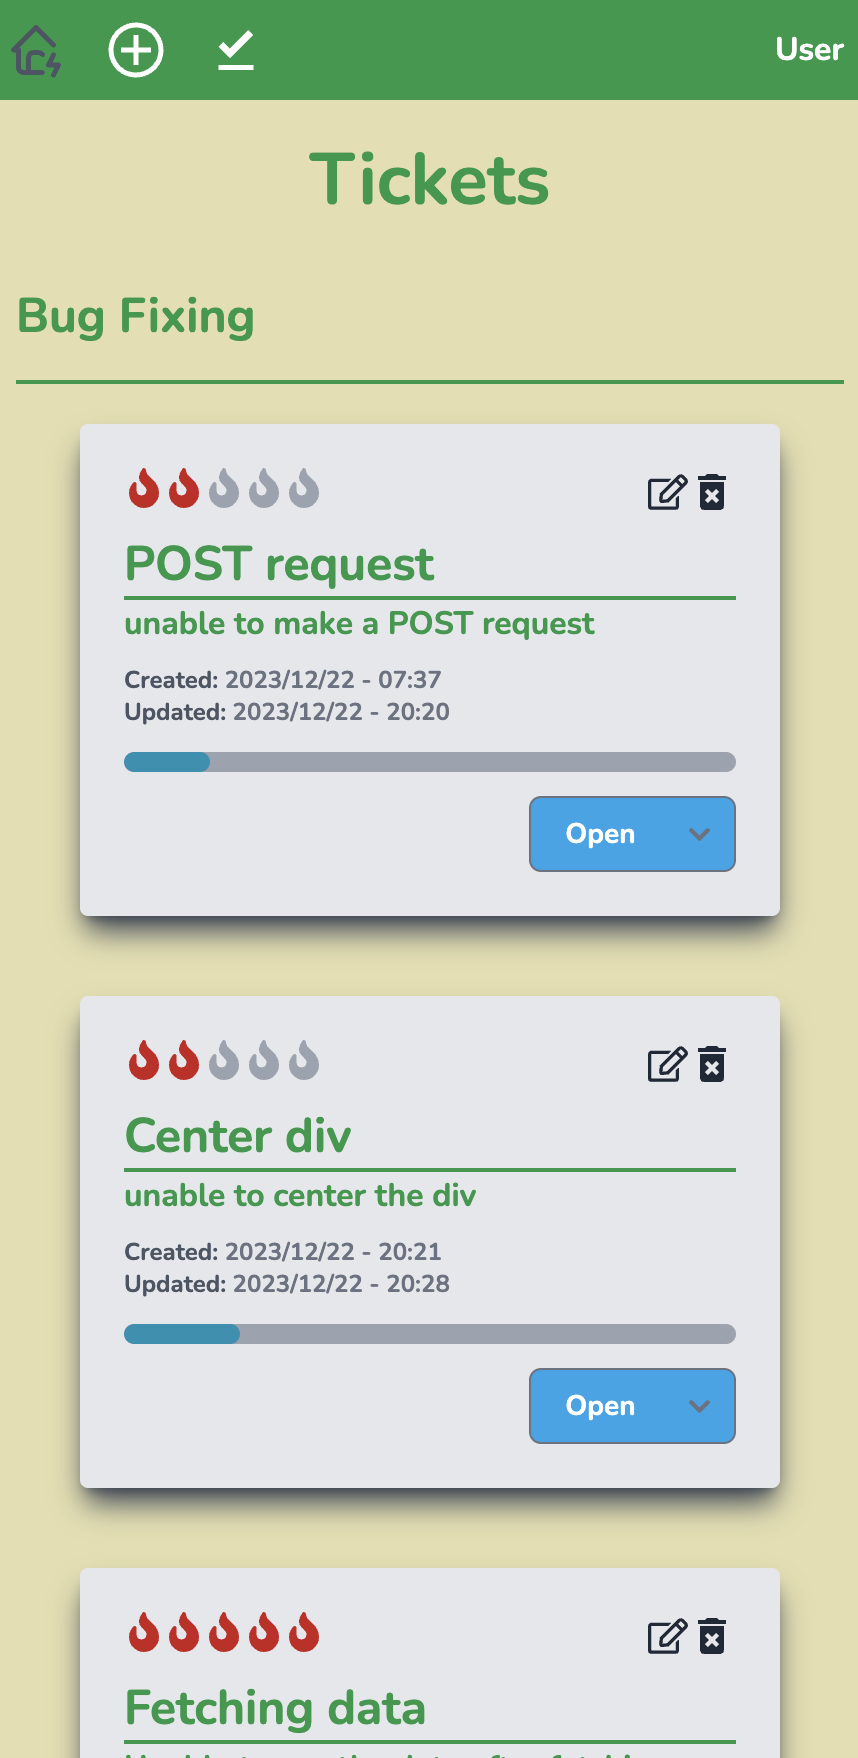 User
Tickets
Bug Fixing
POST request
unable to make a POST request
Created: 2023/12/22 - 07:37
Updated: 2023/12/22 - 20:20
Open
Center div
unable to center the div
Created: 2023/12/22 - 20:21
Updated: 2023/12/22 - 20:28
Open
Fetching data